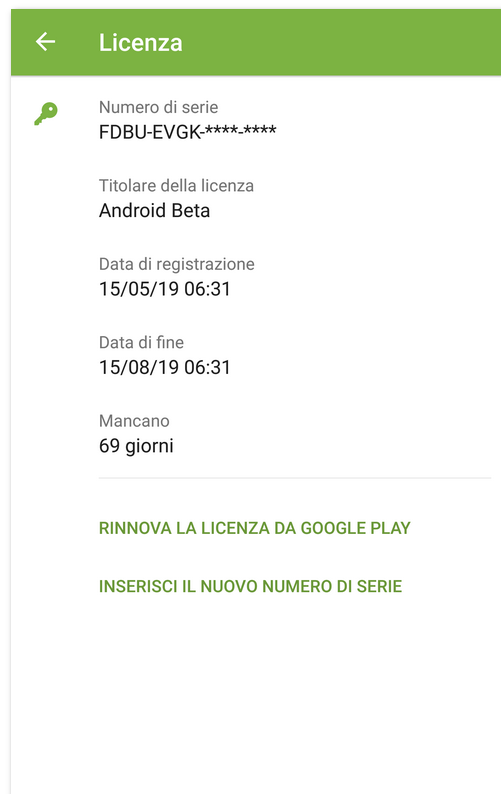 Licenza
Numero di serie
FDBU-EVGK-****-****
Titolare della licenza
Android Beta
Data di registrazione
15/05/19 06:31
Data di fine
15/08/19 06:31
Mancano
69 giorni
RINNOVA LA LICENZA DA GOOGLE PLAY
INSERISCI IL NUOVO NUMERO DI SERIE